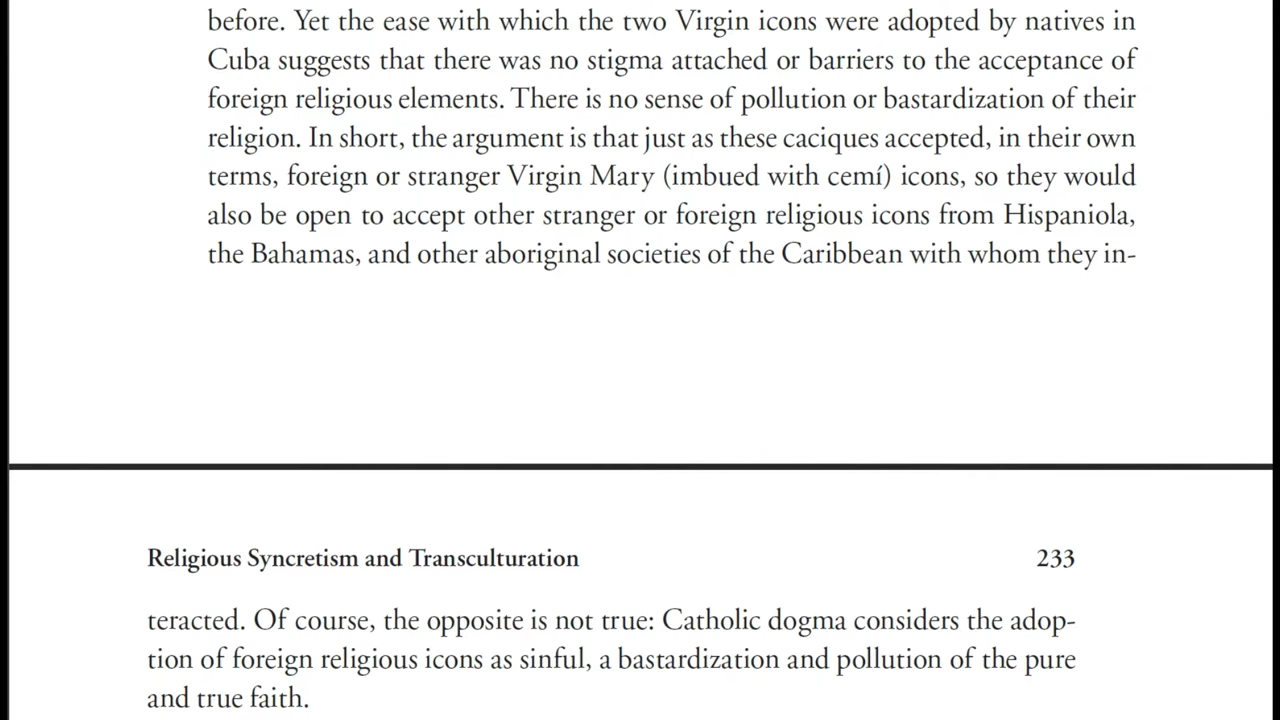 before. Yet the ease with which the two Virgin icons were adopted by natives in
Cuba suggests that there was no stigma attached or barriers to the acceptance of
foreign religious elements. There is no sense of pollution or bastardization of their
religion. In short, the argument is that just as these caciques accepted, in their own
terms, foreign or stranger Virgin Mary (imbued with cemí) icons, so they would
also be open to accept other stranger or foreign religious icons from Hispaniola,
the Bahamas, and other aboriginal societies of the Caribbean with whom they in-
Religious Syncretism and Transculturation 233
teracted. Of course, the opposite is not true: Catholic dogma considers the adop-
tion of foreign religious icons as sinful, a bastardization and pollution of the pure
and true faith.